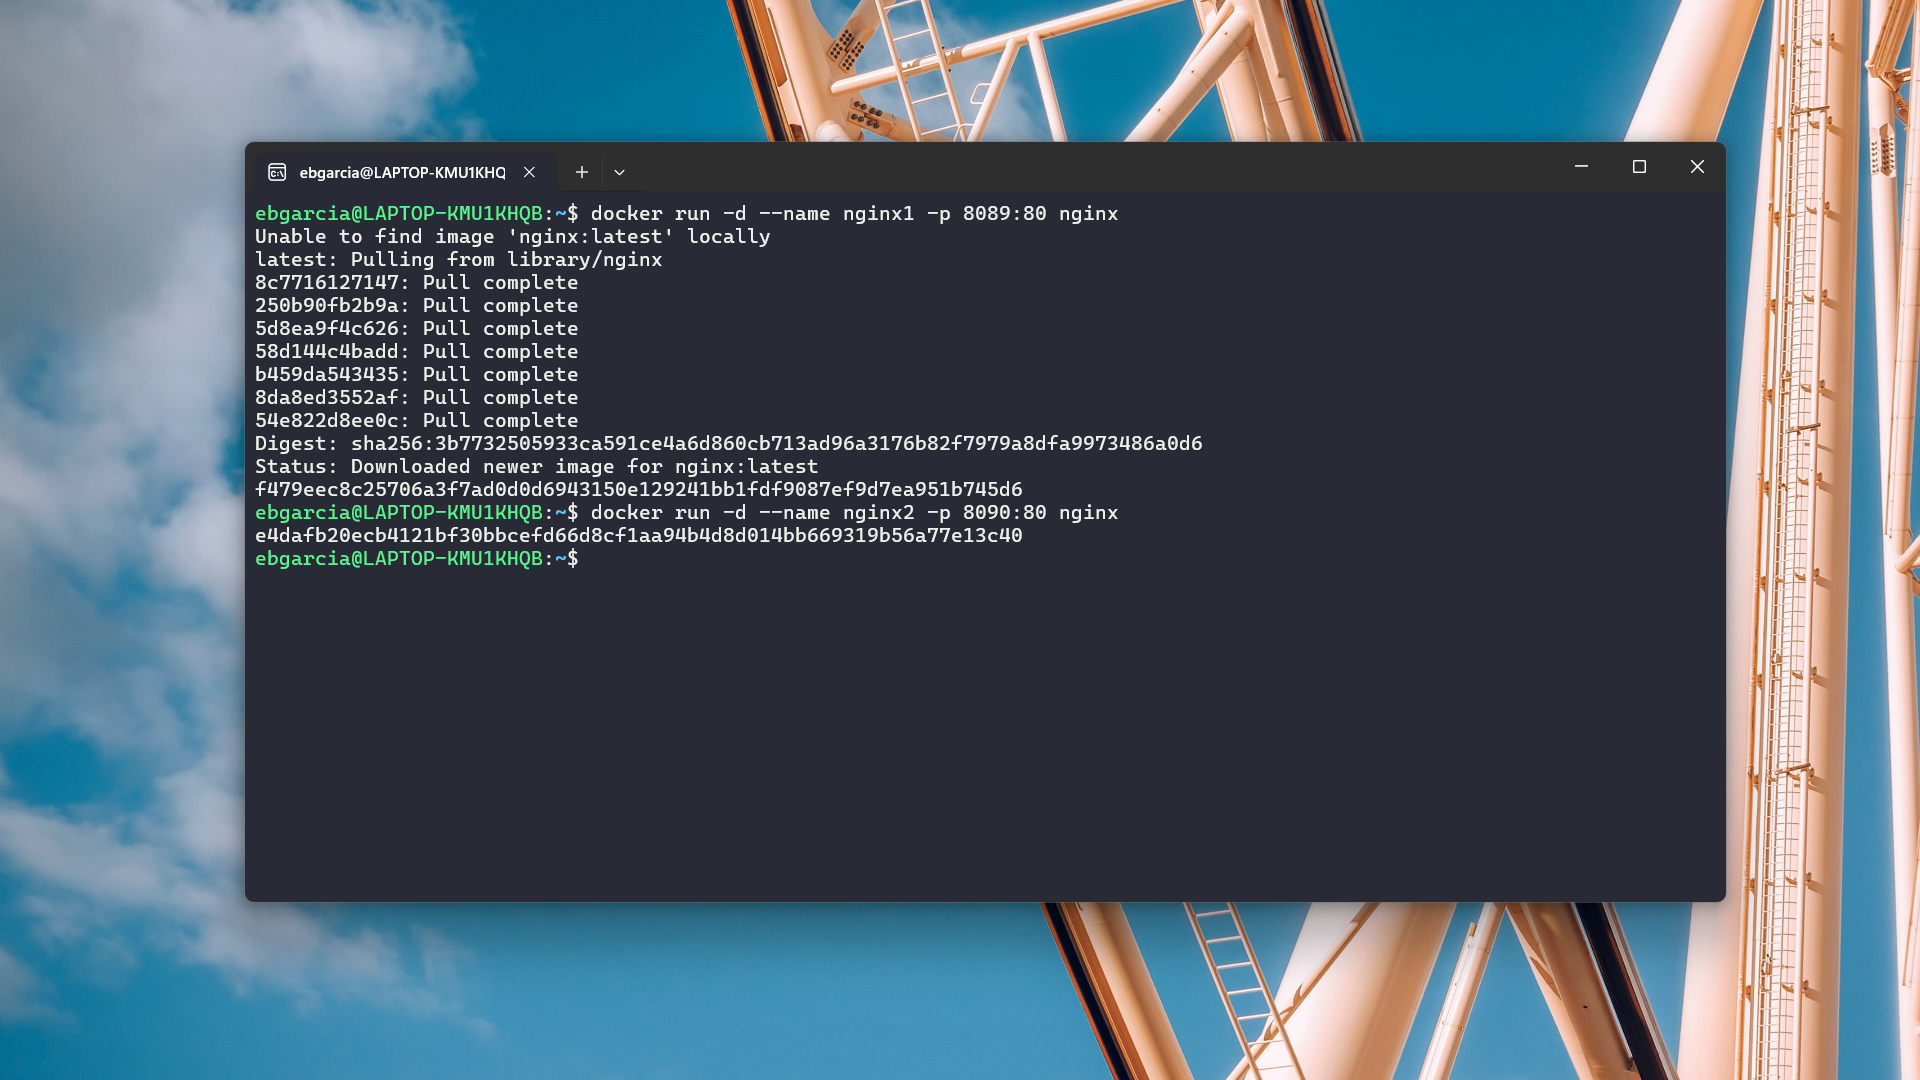 ebgarcia@LAPTOP-KMU1KHQ
ebgarcia@LAPTOP-KMU1KHQB:~$ docker run -d --name nginx1 -p 8089:80 nginx
Unable to find image 'nginx:latest' locally
latest: Pulling from library/nginx
8c7716127147: Pull complete
250b90fb2b9a: Pull complete
5d8ea9f4c626: Pull complete
58d144c4badd: Pull complete
b459da543435: Pull complete
8da8ed3552af: Pull complete
54e822d8ee0c: Pull complete
Digest: sha256:3b7732505933ca591ce4a6d860cb713ad96a3176b82f7979a8dfa9973486a0d6
Status: Downloaded newer image for nginx:latest
f479eec8c25706a3f7ad0d0d6943150e129241bb1fdf9087ef9d7ea951b745d6
ebgarcia@LAPTOP-KMU1KHQB:~$ docker run -d --name nginx2 -p 8090:80 nginx
e4dafb20ecb4121bf30bbcefd66d8cf1aa94b4d8d014bb669319b56a77e13c40
ebgarcia@LAPTOP-KMU1KHQB:~$